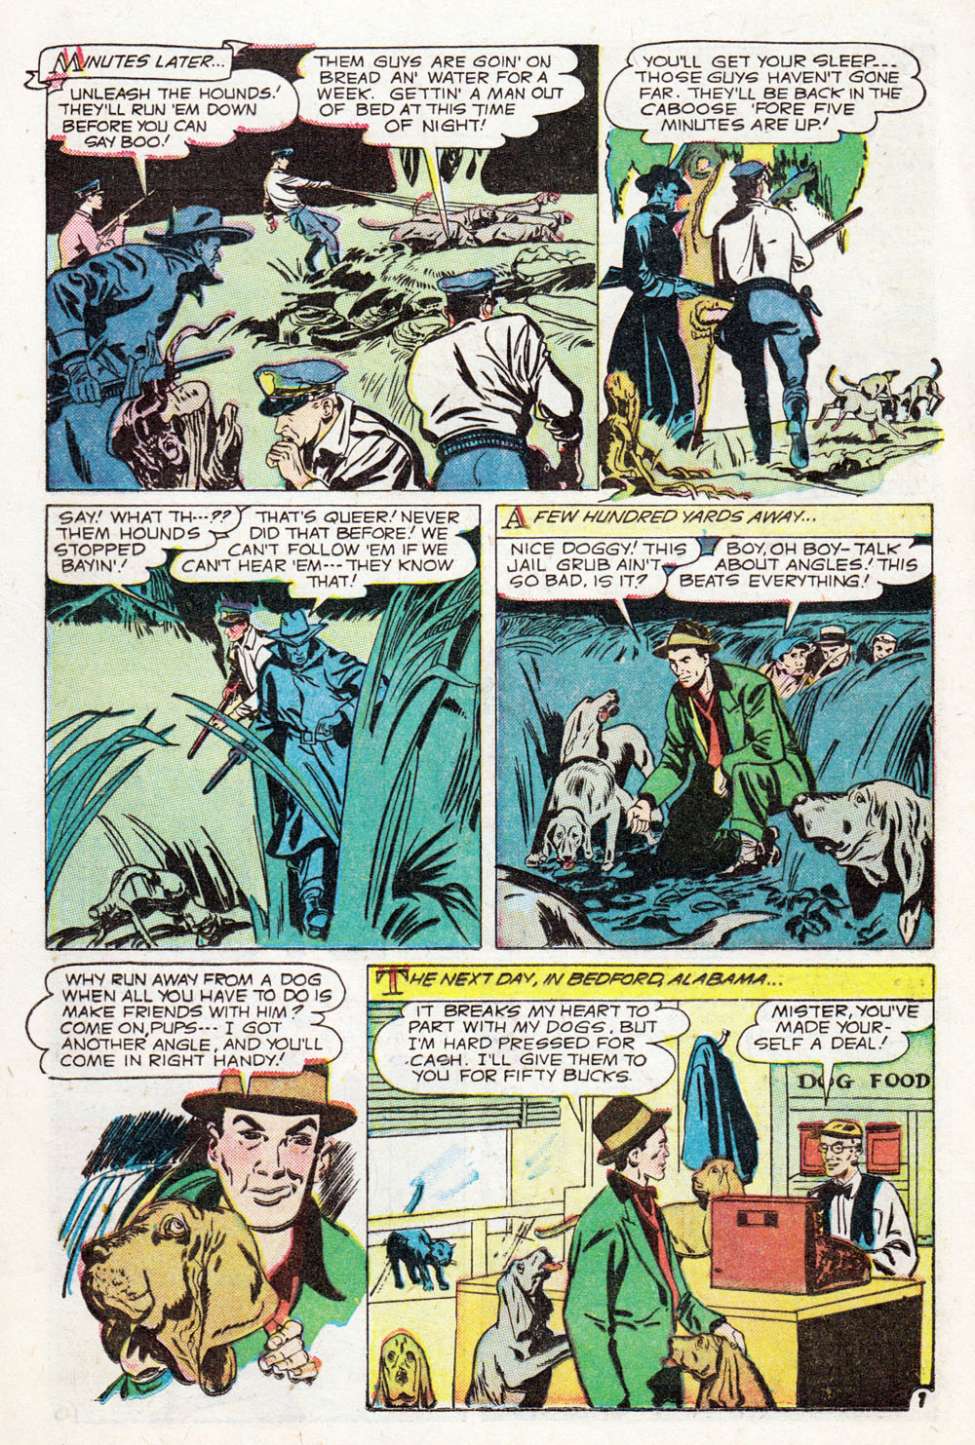 MINUTES LATER...
UNLEASH THE HOUNDS!
THEY'LL RUN 'EM DOWN
BEFORE YOU CAN
SAY BOO!
THEM GUYS ARE GOIN' ON
BREAD AN' WATER FOR A
WEEK. GETTIN' A MAN OUT
OF BED AT THIS TIME
OF NIGHT!
YOU'LL GET YOUR SLEEP...
THOSE GUYS HAVEN'T GONE
FAR. THEY'LL BE BACK IN THE
CABOOSE 'FORE FIVE
MINUTES ARE UP!
SAY! WHAT TH---??
THEM HOUNDS
STOPPED
BAYIN'!
THAT'S QUEER! NEVER
DID THAT BEFORE! WE
CAN'T FOLLOW 'EM IF WE
CAN'T HEAR 'EM--- THEY KNOW
THAT!
A FEW HUNDRED YARDS AWAY...
NICE DOGGY! THIS
JAIL GRUB AIN'T
SO BAD, IS IT?
BOY, OH BOY-TALK
ABOUT ANGLES! THIS
BEATS EVERYTHING!
WHY RUN AWAY FROM A DOG
WHEN ALL YOU HAVE TO DO IS
MAKE FRIENDS WITH HIM?
COME ON, PUPS--- I GOT
ANOTHER ANGLE, AND YOU'LL
COME IN RIGHT HANDY!
THE NEXT DAY, IN BEDFORD, ALABAMA...
IT BREAKS MY HEART TO
PART WITH MY DOGS, BUT
I'M HARD PRESSED FOR
CASH. I'LL GIVE THEM TO
YOU FOR FIFTY BUCKS.
MISTER, YOU'VE
MADE YOUR-
SELF A DEAL!
DOG FOOD
7